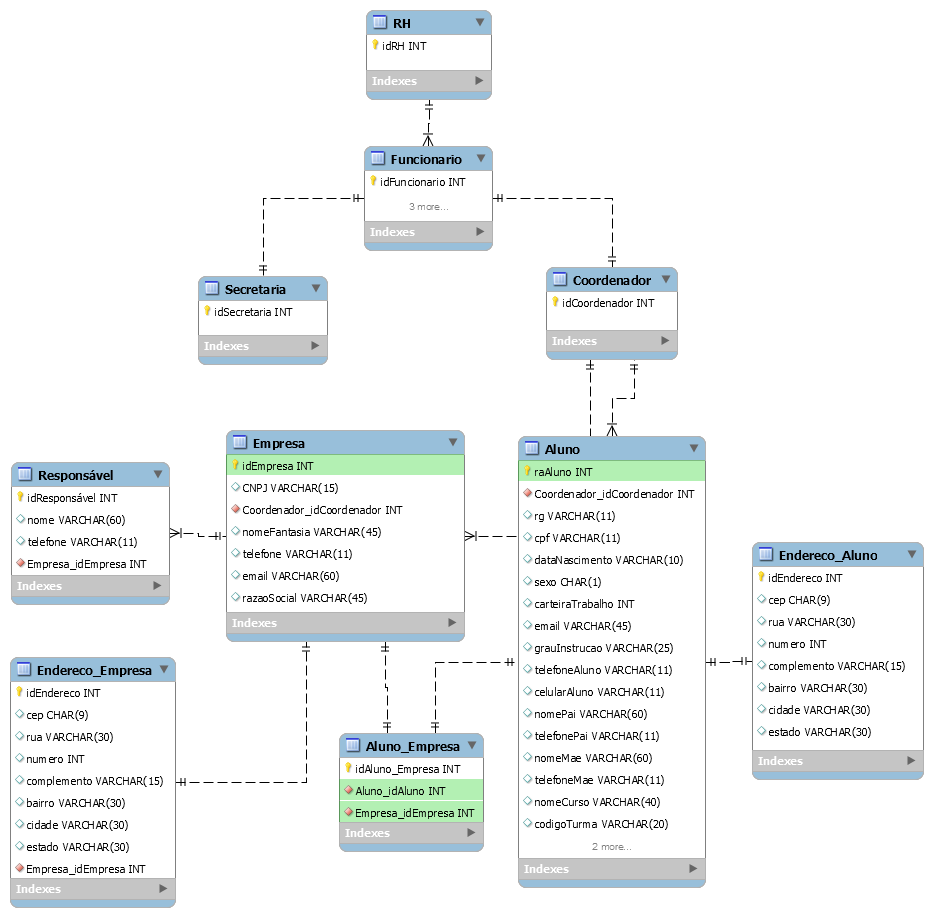 RH
idRH INT
Indexes
Funcionario
idFuncionario INT
3 more...
Indexes
Secretaria
idSecretaria INT
Indexes
Coordenador
idCoordenador INT
Indexes
Empresa
idEmpresa INT
CNPJ VARCHAR(15)
Coordenador_idCoordenador INT
nomeFantasia VARCHAR(45)
telefone VARCHAR(11)
email VARCHAR(60)
razaoSocial VARCHAR(45)
Indexes
Aluno
raAluno INT
Coordenador_idCoordenador INT
rg VARCHAR(11)
cpf VARCHAR(11)
dataNascimento VARCHAR(10)
sexo CHAR(1)
carteiraTrabalho INT
email VARCHAR(45)
grauInstrucao VARCHAR(25)
telefoneAluno VARCHAR(11)
celularAluno VARCHAR(11)
nomePai VARCHAR(60)
telefonePai VARCHAR(11)
nomeMae VARCHAR(60)
telefoneMae VARCHAR(11)
nomeCurso VARCHAR(40)
codigoTurma VARCHAR(20)
2 more...
Indexes
Responsável
idResponsável INT
nome VARCHAR(60)
telefone VARCHAR(11)
Empresa_idEmpresa INT
Indexes
Endereco_Aluno
idEndereco INT
cep CHAR(9)
rua VARCHAR(30)
numero INT
complemento VARCHAR(15)
bairro VARCHAR(30)
cidade VARCHAR(30)
estado VARCHAR(30)
Indexes
Endereco_Empresa
idEndereco INT
cep CHAR(9)
rua VARCHAR(30)
numero INT
complemento VARCHAR(15)
bairro VARCHAR(30)
cidade VARCHAR(30)
estado VARCHAR(30)
Empresa_idEmpresa INT
Indexes
Aluno_Empresa
idAluno_Empresa INT
Aluno_idAluno INT
Empresa_idEmpresa INT
Indexes